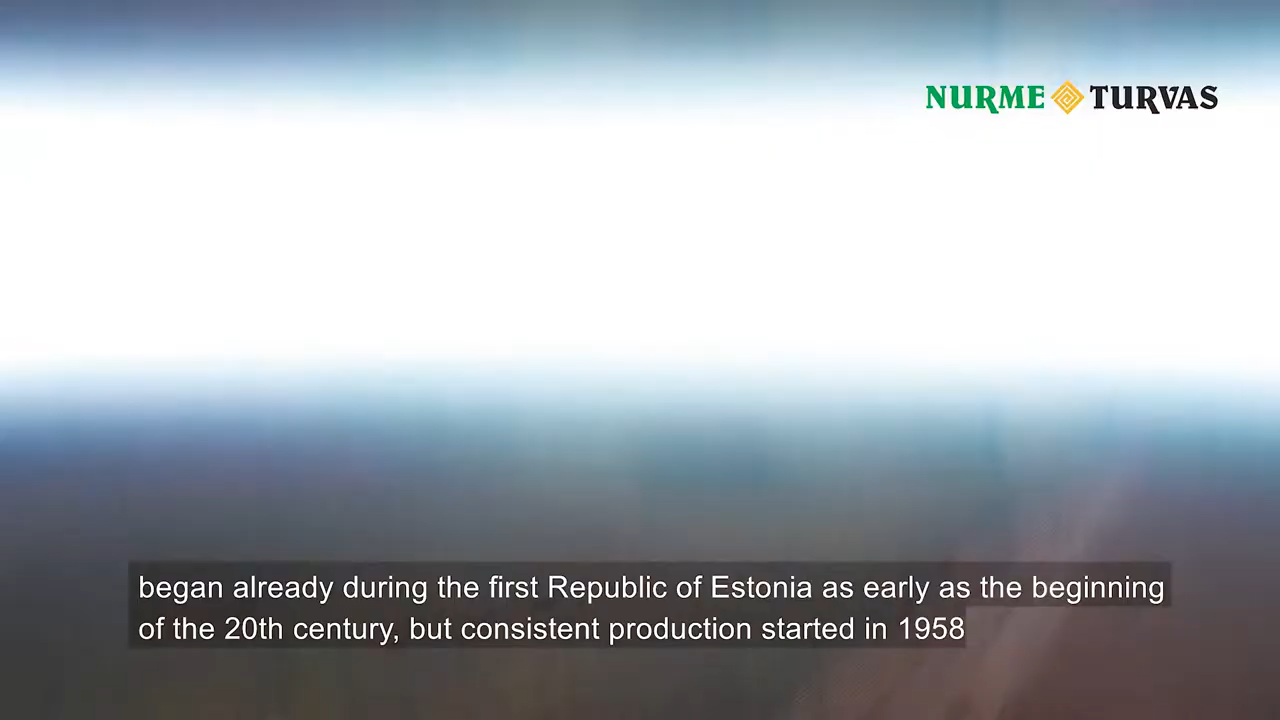 NURME TURVAS
began already during the first Republic of Estonia as early as the beginning
of the 20th century, but consistent production started in 1958